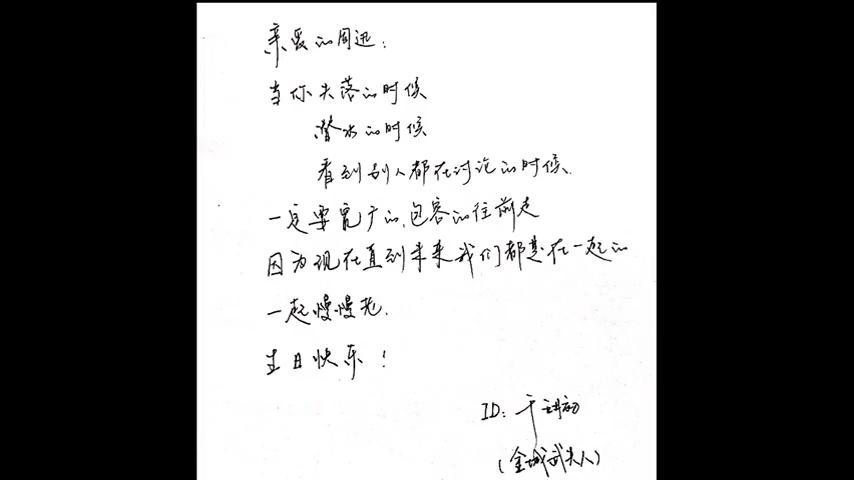 亲爱的周迅：
当你失落的时候
潜水的时候
看到别人都在讨论的时候、
一定要宽广的、包容的往前走
因为现在直到未来我们都是在一起的
一起慢慢老.
生日快乐！
ID：
（金城武夫人）